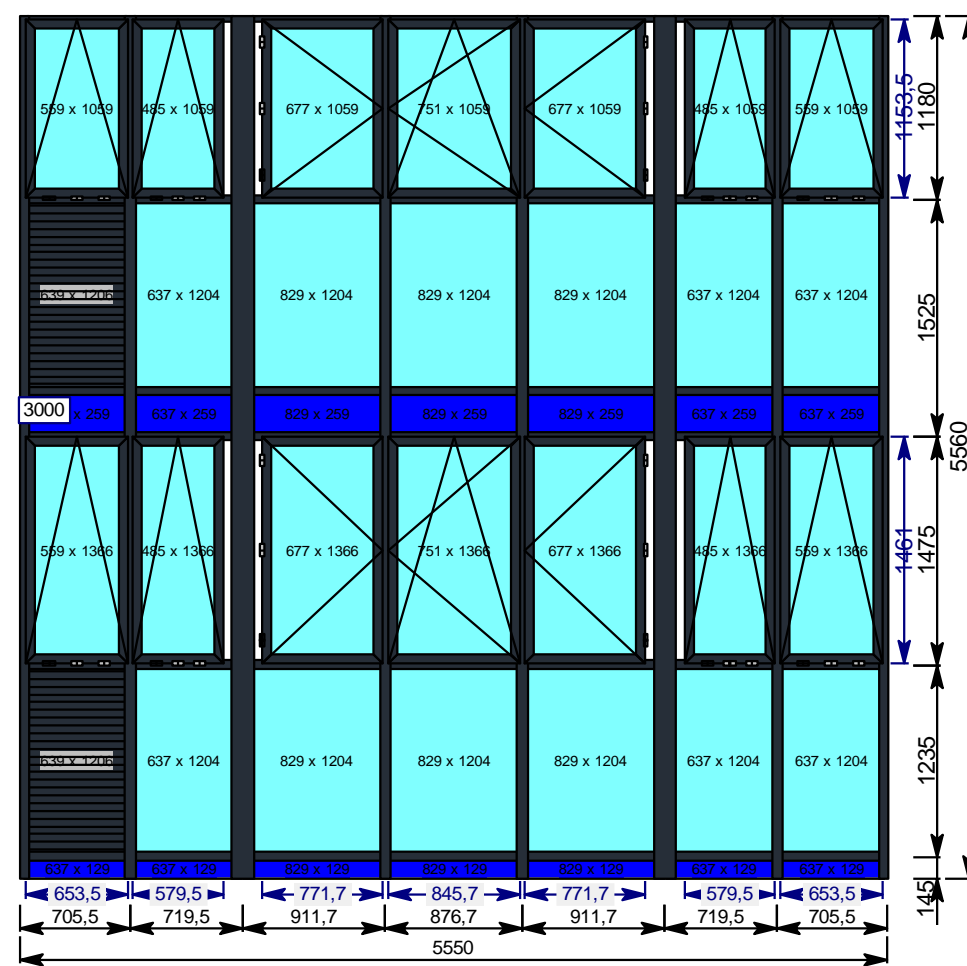 559 x 1059 485 x 1059 677 x 1059 751 x 1059 677 x 1059 485 x 1059 559 x 1059
1153,5
1180
639 x 1206 637 x 1204 829 x 1204 829 x 1204 829 x 1204 637 x 1204 637 x 1204
1525
3000 x 259 637 x 259 829 x 259 829 x 259 829 x 259 637 x 259 637 x 259
5560
559 x 1366 485 x 1366 677 x 1366 751 x 1366 677 x 1366 485 x 1366 559 x 1366
1461
1475
639 x 1206 637 x 1204 829 x 1204 829 x 1204 829 x 1204 637 x 1204 637 x 1204
1235
637 x 129 637 x 129 829 x 129 829 x 129 829 x 129 637 x 129 637 x 129
145
653,5 579,5 771,7 845,7 771,7 579,5 653,5
705,5 719,5 911,7 876,7 911,7 719,5 705,5
5550